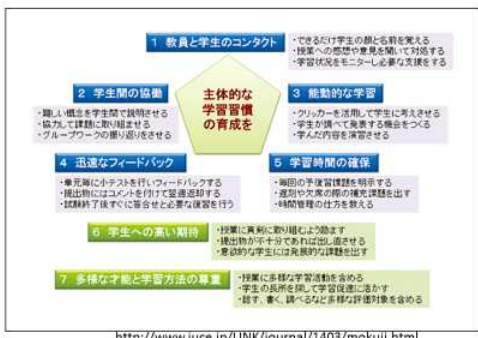 1 教員と学生のコンタクト
・できるだけ学生の顔と名前を覚える
・授業への感想や意見を聞いて対処する
・学習状況をモニターし必要な支援をする
2 学生間の協働
・難しい概念を学生間で説明させる
・協力して課題に取り組ませる
・グループワークの振り返りをさせる
主体的な
学習習慣
の育成を
3 能動的な学習
・クリッカーを活用して学生に考えさせる
・学生が調べて発表する機会をつくる
・学んだ内容を演習させる
4 迅速なフィードバック
・単元毎に小テストを行いフィードバックする
・提出物にはコメントを付けて翌週返却する
・試験終了後すぐに答合せと必要な復習を行う
5 学習時間の確保
・毎回の予復習課題を明示する
・遅刻や欠席の際の補完課題を出す
・時間管理の仕方を教える
6 学生への高い期待
・授業に真剣に取り組むよう励ます
・提出物が不十分であれば出し直させる
・意欲的な学生には発展的な課題を出す
7 多様な才能と学習方法の尊重
・授業に多様な学習活動を含める
・学生の長所を探して学習促進に活かす
・話す、書く、調べるなど多様な評価対象を含める
http://www.juce.jp/LINK/journal/1403/mokuji.html